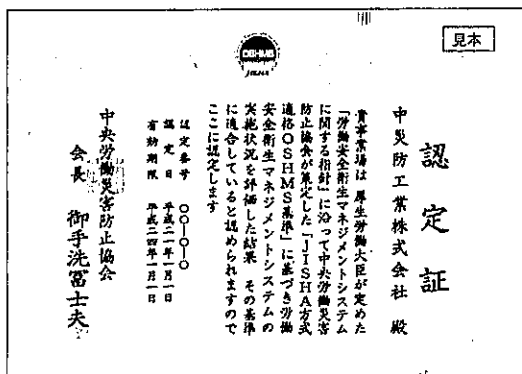 見本
OSHMS
JISHA
認定証
中災防工業株式会社 殿
貴事業場は 厚生労働大臣が定めた
「労働安全衛生マネジメントシステム
に関する指針」に沿って中央労働災害
防止協会が策定した「JISHA方式
適格OSHMS基準」に基づき労働
安全衛生マネジメントシステムの
実施状況を評価した結果 その基準
に適合していると認められますので
ここに認定します
認定番号 〇〇―〇―〇
認定日 平成二一年一月一日
有効期限 平成二四年一月一日
中央労働災害防止協会
会長 御手洗冨士夫